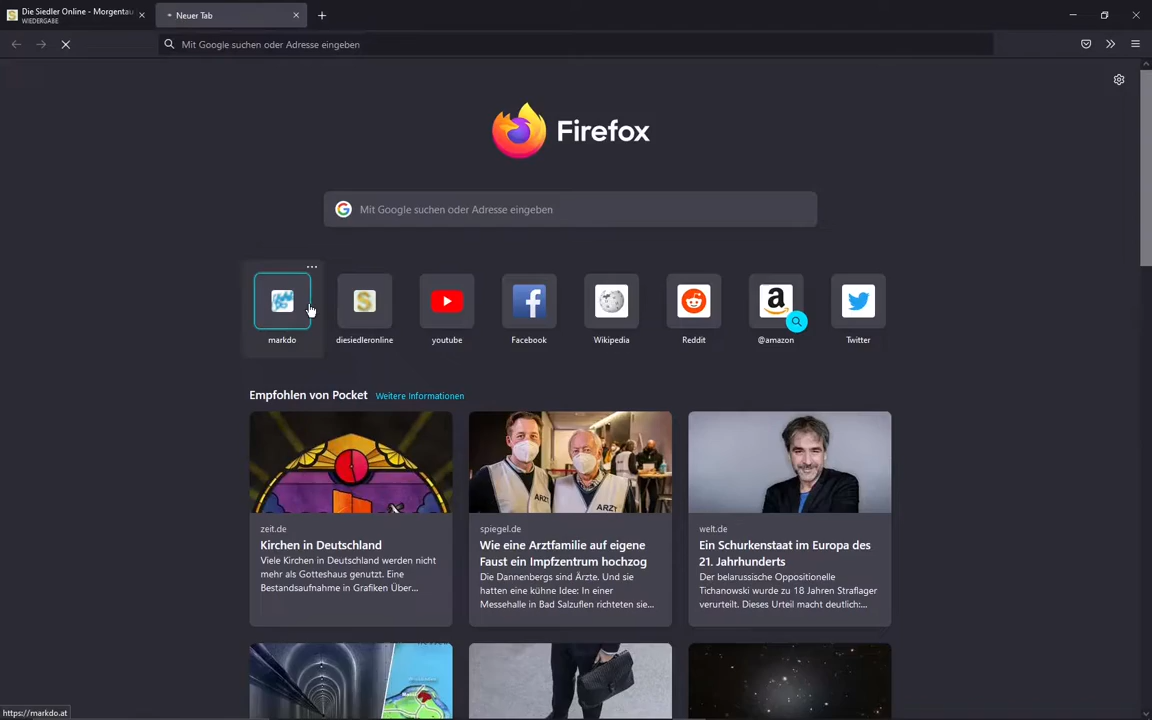 Die Siedler Online - Morgentau
WIEDERGABE
Neuer Tab
Mit Google suchen oder Adresse eingeben
Firefox
Mit Google suchen oder Adresse eingeben
markdo
diesiedleronline
youtube
Facebook
Wikipedia
Reddit
@amazon
Twitter
Empfohlen von Pocket Weitere Informationen
ARZT
ARZT
zeit.de
Kirchen in Deutschland
Viele Kirchen in Deutschland werden nicht
mehr als Gotteshaus genutzt. Eine
Bestandsaufnahme in Grafiken Über...
spiegel.de
Wie eine Arztfamilie auf eigene
Faust ein Impfzentrum hochzog
Die Dannenbergs sind Ärzte. Und sie
hatten eine kühne Idee: In einer
Messehalle in Bad Salzuflen richteten sie...
welt.de
Ein Schurkenstaat im Europa des
21. Jahrhunderts
Der belarussische Oppositionelle
Tichanowski wurde zu 18 Jahren Straflager
verurteilt. Dieses Urteil macht deutlich:...
https://markdo.at